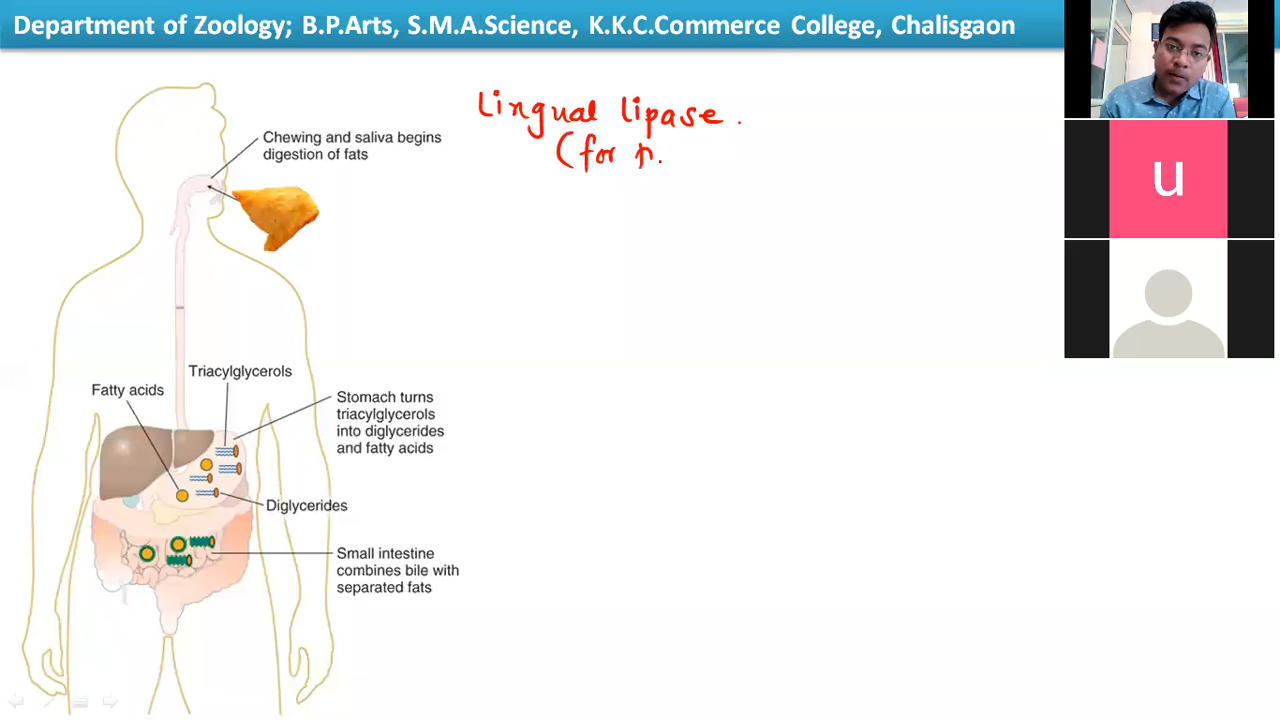 Department of Zoology; B.P.Arts, S.M.A.Science, K.K.C.Commerce College, Chalisgaon
Lingual lipase.
(for
Chewing and saliva begins
digestion of fats
u
Triacylglycerols
Fatty acids
Stomach turns
triacylglycerols
into diglycerides
and fatty acids
Diglycerides
Small intestine
combines bile with
separated fats